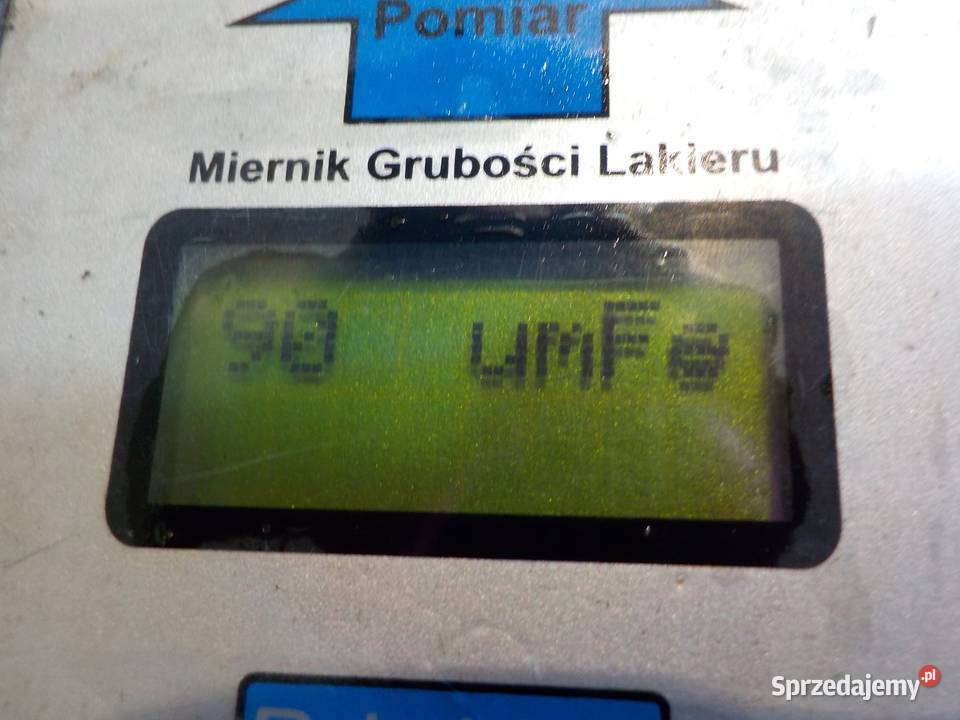 Pomiar
Miernik Grubości Lakieru
90 umFe
Sprzedajemy.pl